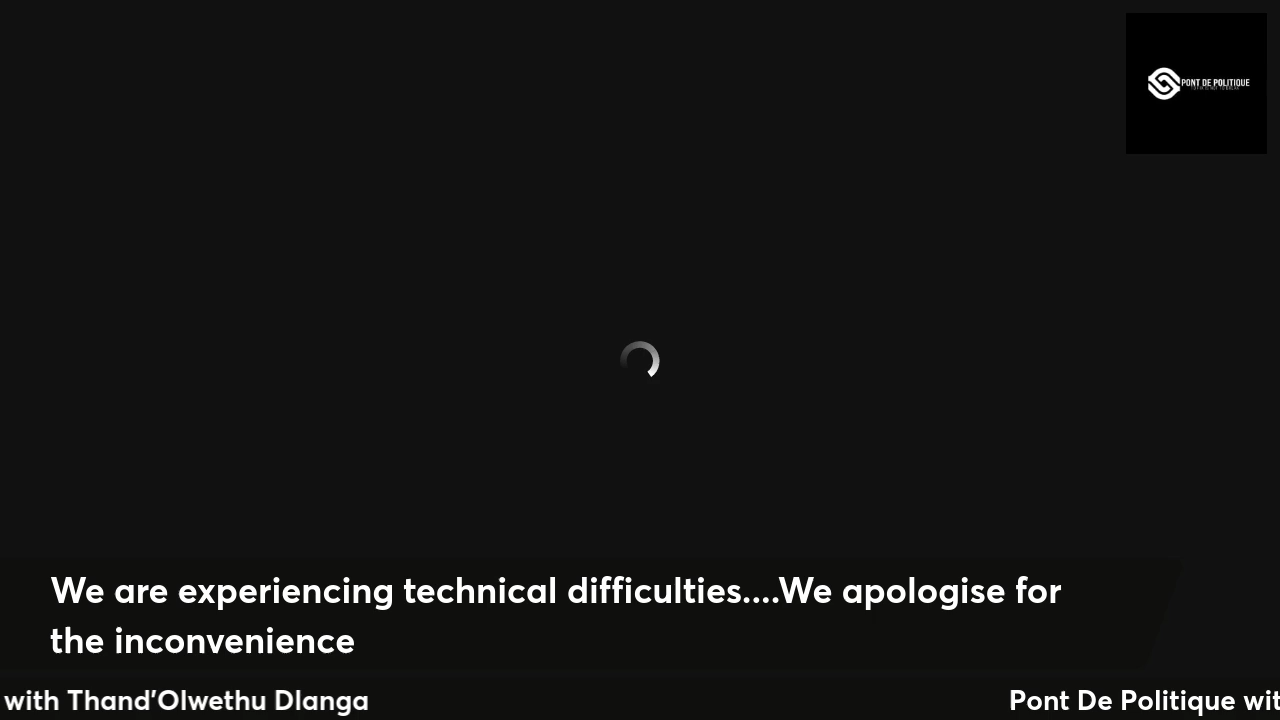 PONT DE POLITIQUE
We are experiencing technical difficulties....We apologise for
the inconvenience
with Thand'Olwethu Dlanga
Pont De Politique wit